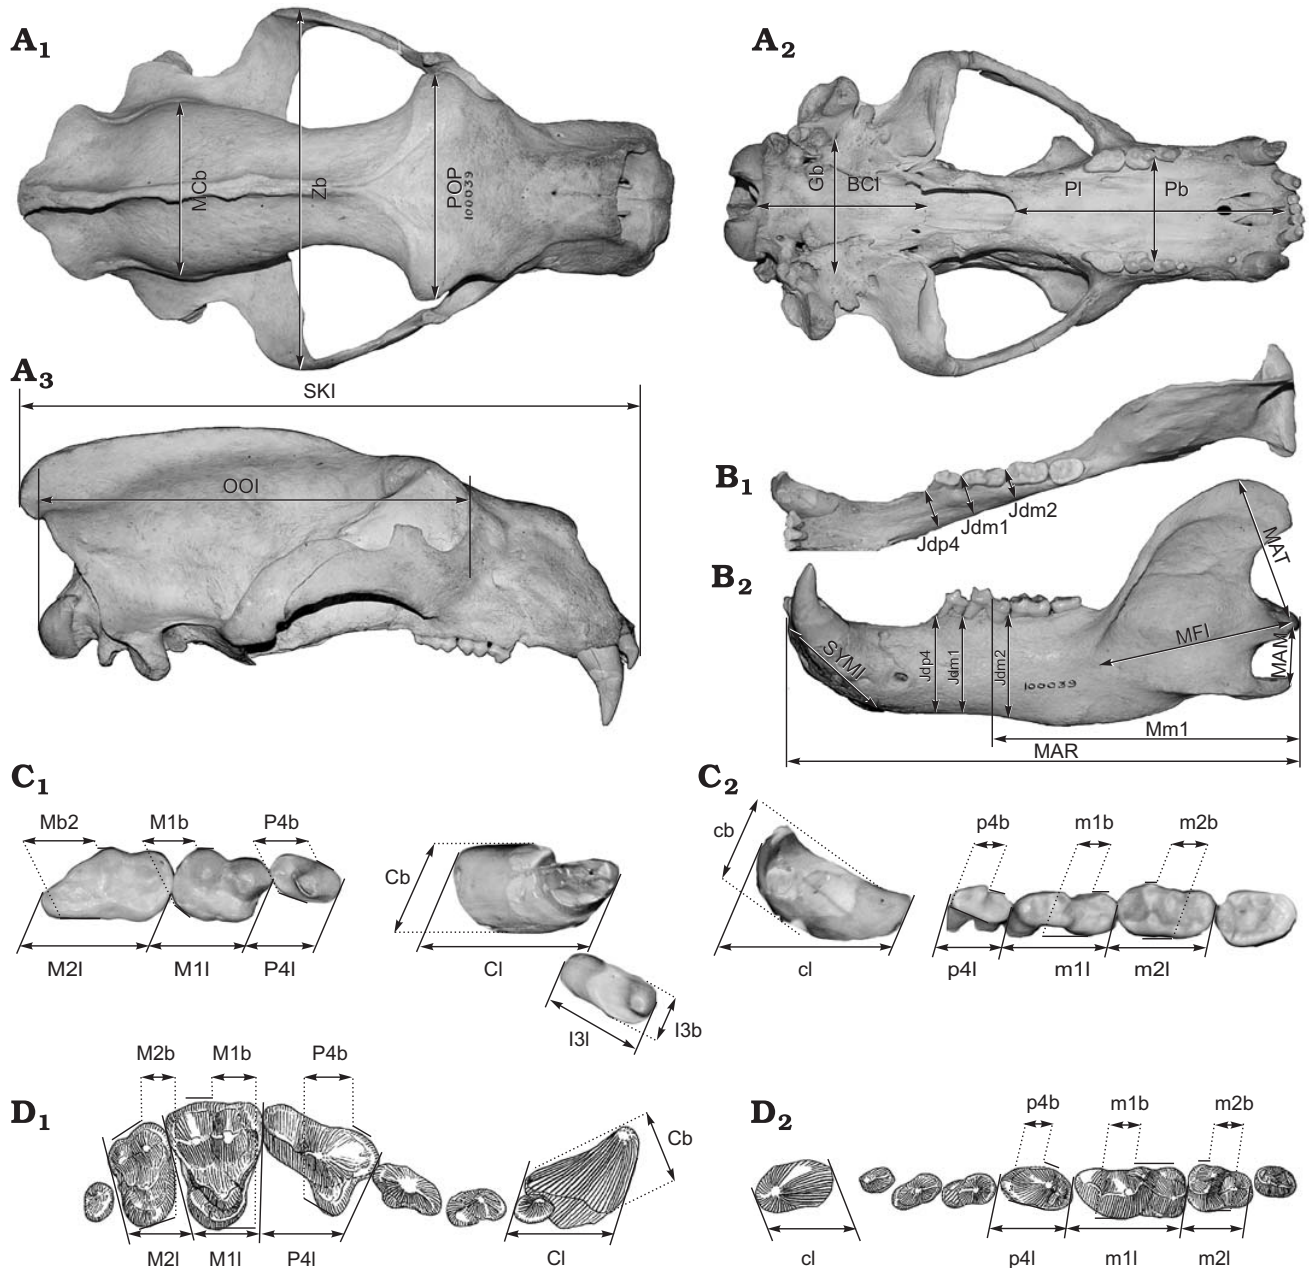 A1
MCb
Zb
POP
100039
A2
Gb
BCl
Pl
Pb
A3
SKl
OOl
B1
Jdp4
Jdm1
Jdm2
B2
MAT
MFl
MAM
SYMl
Jdp4
Jdm1
Jdm2
100039
Mm1
MAR
C1
Mb2
M1b
P4b
M2l
M1l
P4l
Cb
Cl
I3l
I3b
C2
cb
cl
p4b
m1b
m2b
p4l
m1l
m2l
D1
M2b
M1b
P4b
M2l
M1l
P4l
Cb
Cl
D2
cl
p4b
m1b
m2b
p4l
m1l
m2l